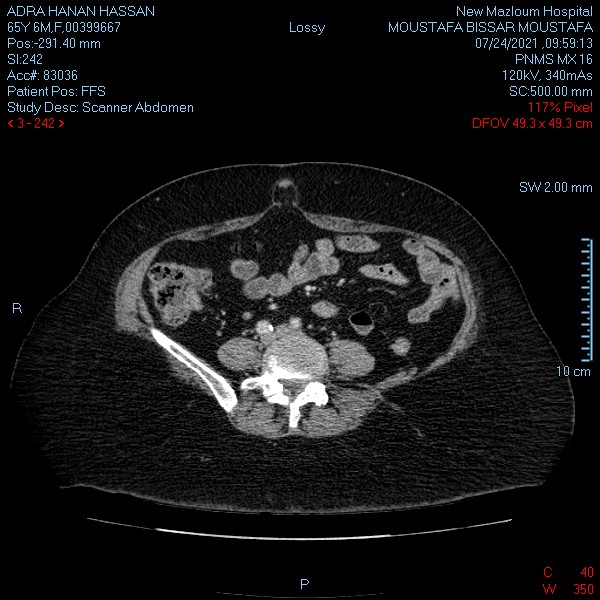 ADRA HANAN HASSAN
65Y 6M,F,00399667
Pos:-291.40 mm
SI:242
Acc#: 83036
Patient Pos: FFS
Study Desc: Scanner Abdomen
< 3 - 242 >
Lossy
New Mazloum Hospital
MOUSTAFA BISSAR MOUSTAFA
07/24/2021 ,09:59:13
PNMS MX 16
120kV, 340mAs
SC:500.00 mm
117% Pixel
DFOV 49.3 x 49.3 cm
SW 2.00 mm
R
10 cm
P
C 40
W 350